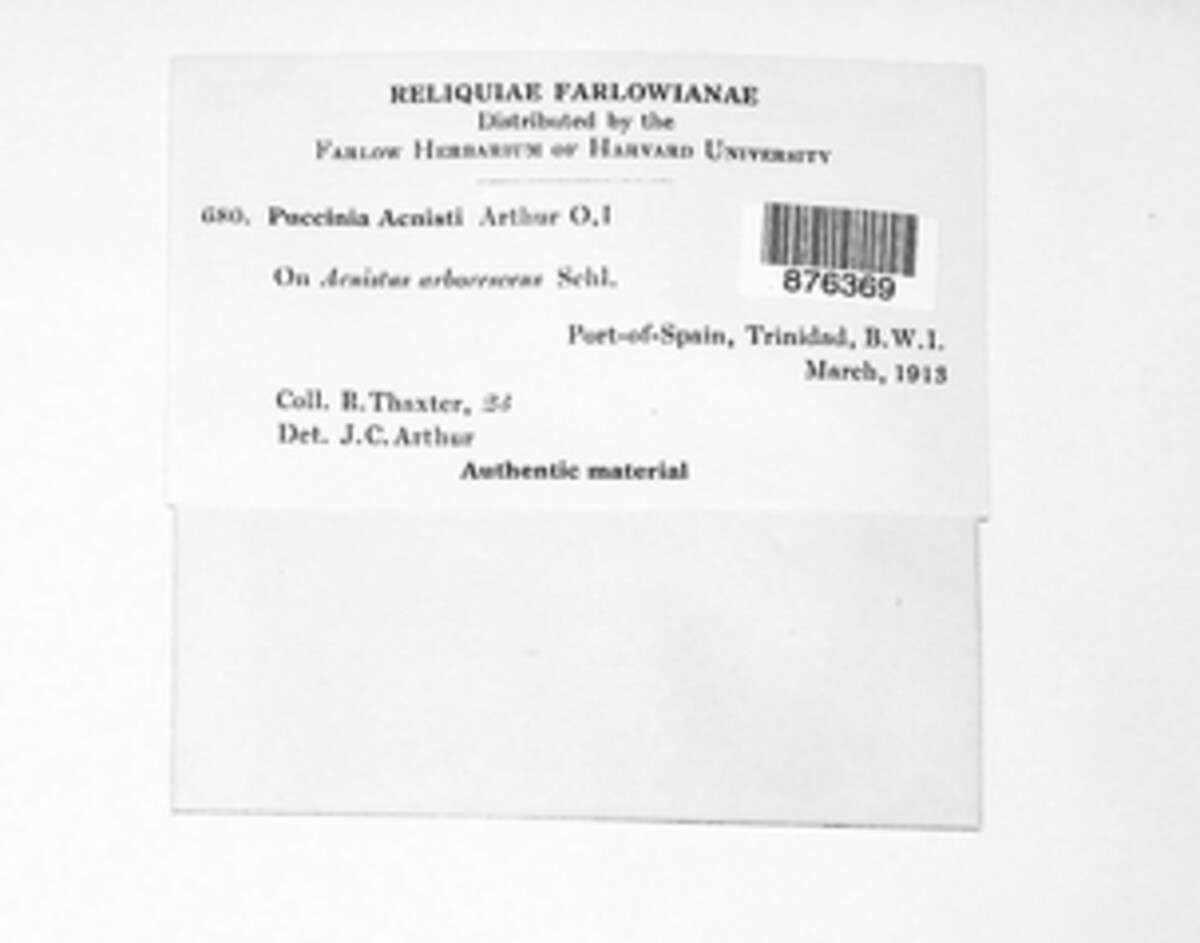 RELIQUIAE FARLOWIANAE
Distributed by the
FARLOW HERBARIUM OF HARVARD UNIVERSITY
680. Puccinia Acnisti Arthur O,I
On Acnistus arborescens Schl.
876369
Port-of-Spain, Trinidad, B.W.I.
March, 1913
Coll. R. Thaxter,
Det. J.C. Arthur
Authentic material